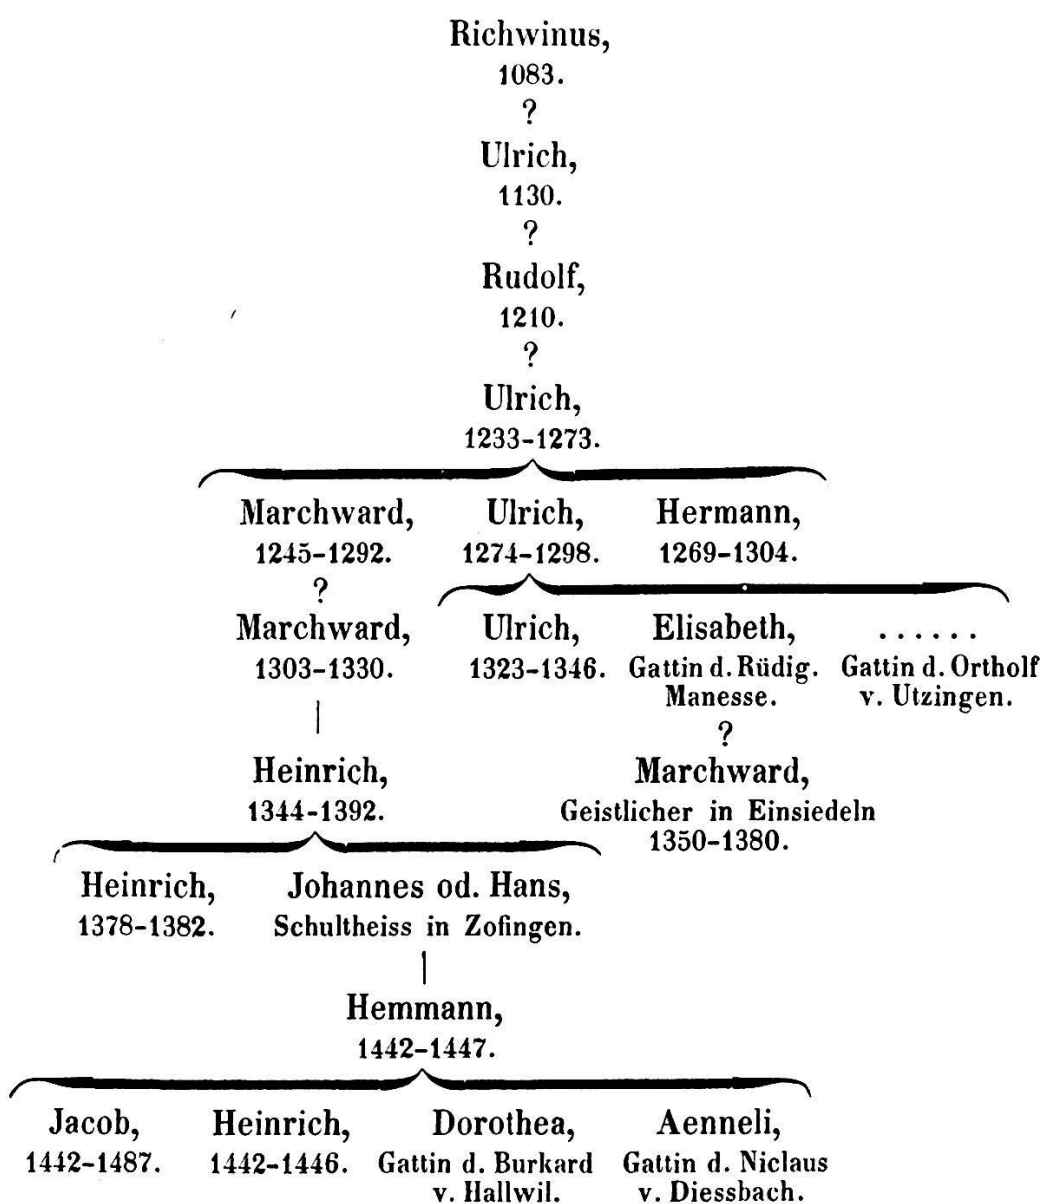 Richwinus,
1083.
?
Ulrich,
1130.
?
Rudolf,
1210.
?
Ulrich,
1233-1273.
Marchward, Ulrich, Hermann,
1245-1292. 1274-1298. 1269-1304.
?
Marchward, Ulrich, Elisabeth, ......
1303-1330. 1323-1346. Gattin d. Rüdig. Gattin d. Ortholf
Manesse. v. Utzingen.
?
Heinrich, Marchward,
1344-1392. Geistlicher in Einsiedeln
1350-1380.
Heinrich, Johannes od. Hans,
1378-1382. Schultheiss in Zofingen.
Hemmann,
1442-1447.
Jacob, Heinrich, Dorothea, Aenneli,
1442-1487. 1442-1446. Gattin d. Burkard Gattin d. Niclaus
v. Hallwil. v. Diessbach.